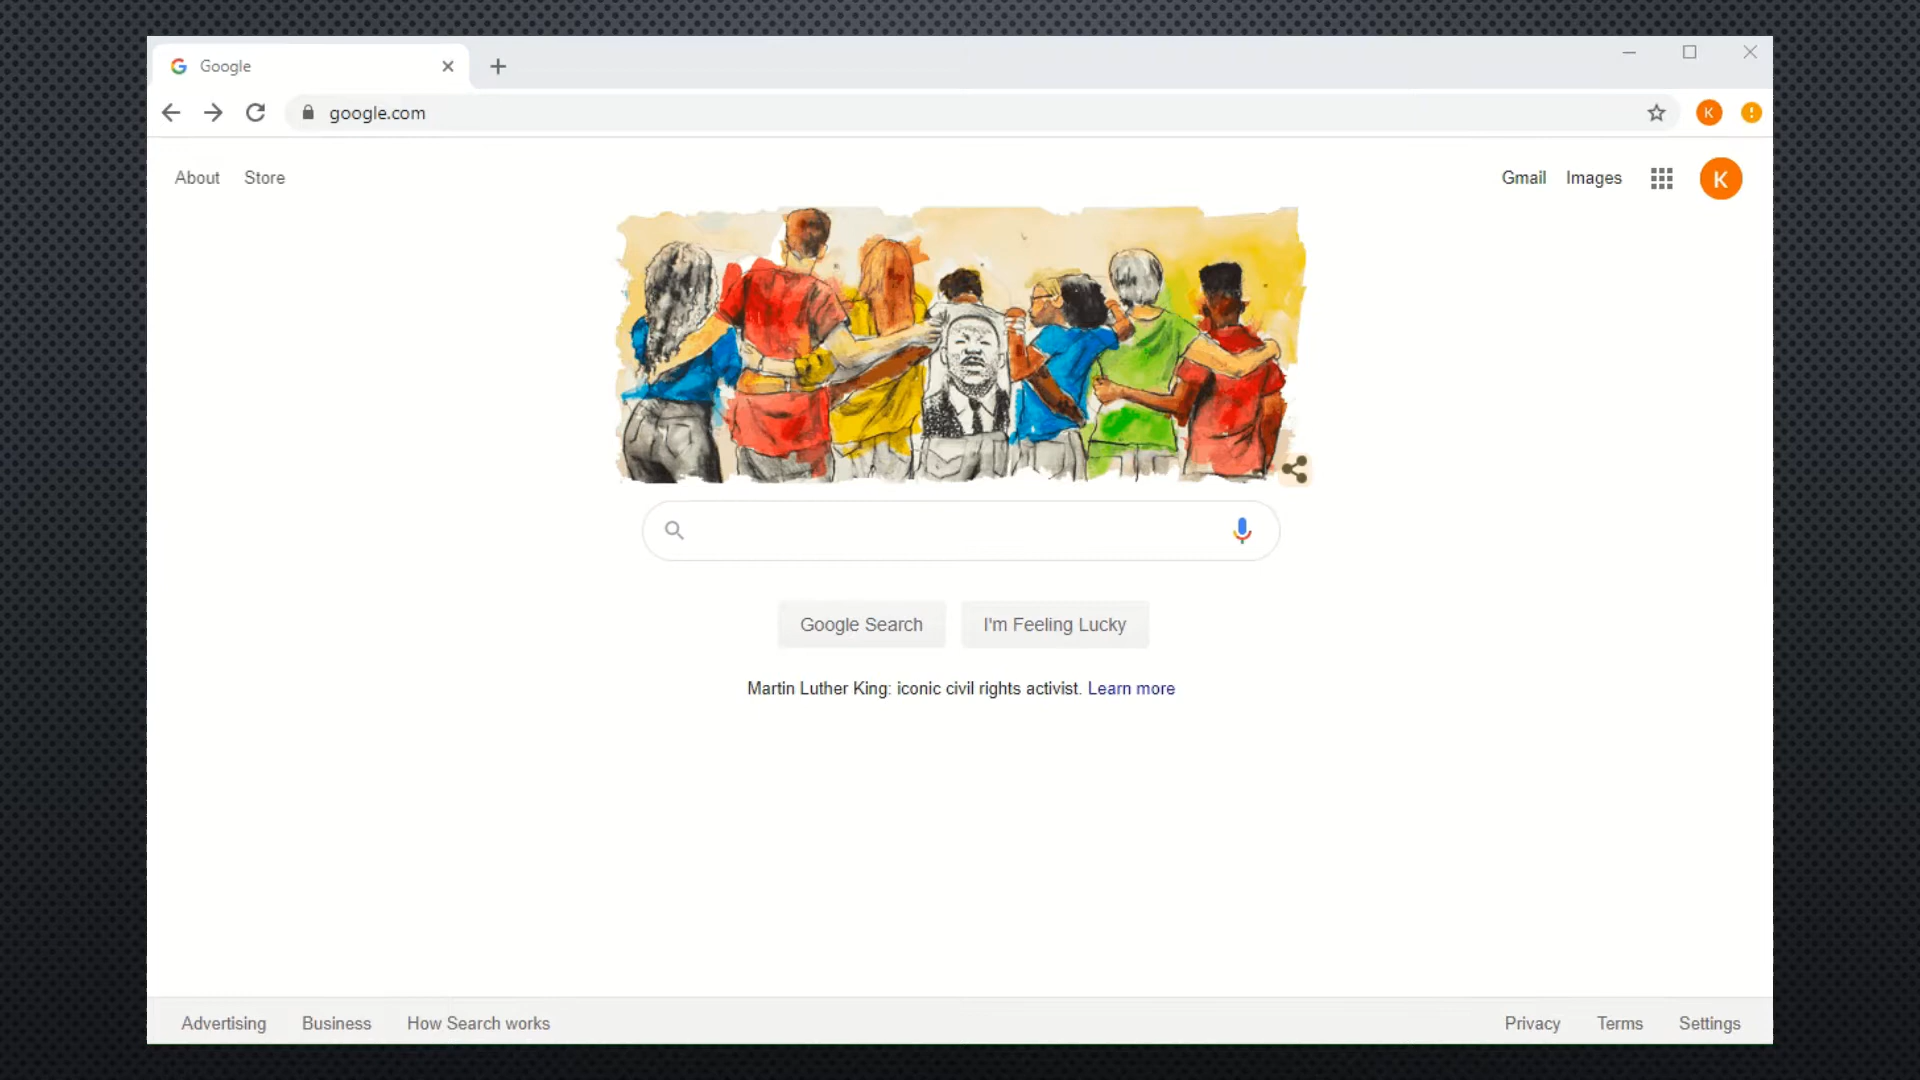 Google
google.com
K
About Store
Gmail Images
K
Google Search
I'm Feeling Lucky
Martin Luther King: iconic civil rights activist. Learn more
Advertising Business How Search works
Privacy Terms Settings